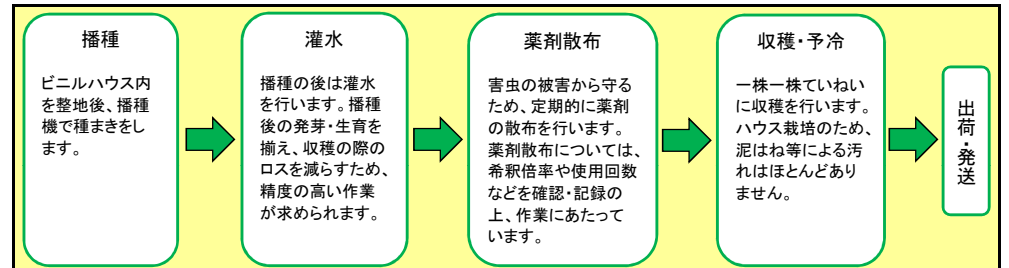 播種
ビニルハウス内
を整地後、播種
機で種まきをし
ます。
灌水
播種の後は灌水
を行います。播種
後の発芽・生育を
揃え、収穫の際の
ロスを減らすため、
精度の高い作業
が求められます。
薬剤散布
害虫の被害から守る
ため、定期的に薬剤
の散布を行います。
薬剤散布については、
希釈倍率や使用回数
などを確認・記録の
上、作業にあたって
います。
収穫・予冷
一株一株ていねい
に収穫を行います。
ハウス栽培のため、
泥はね等による汚
れはほとんどあり
ません。
出荷・発送